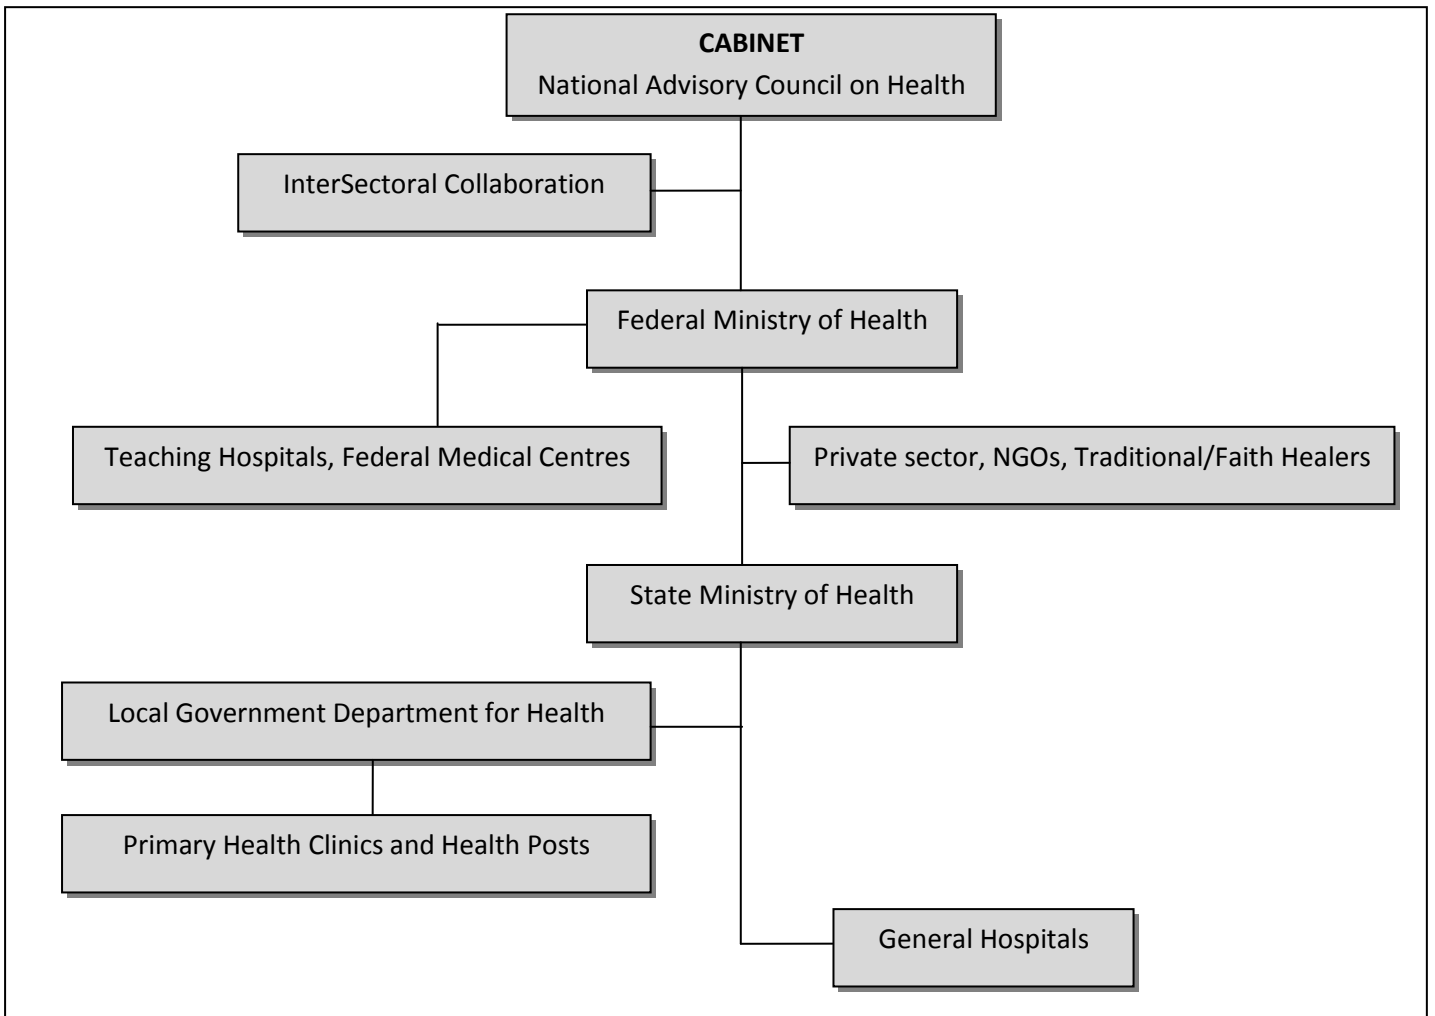 CABINET
National Advisory Council on Health
InterSectoral Collaboration
Federal Ministry of Health
Teaching Hospitals, Federal Medical Centres
Private sector, NGOs, Traditional/Faith Healers
State Ministry of Health
Local Government Department for Health
Primary Health Clinics and Health Posts
General Hospitals